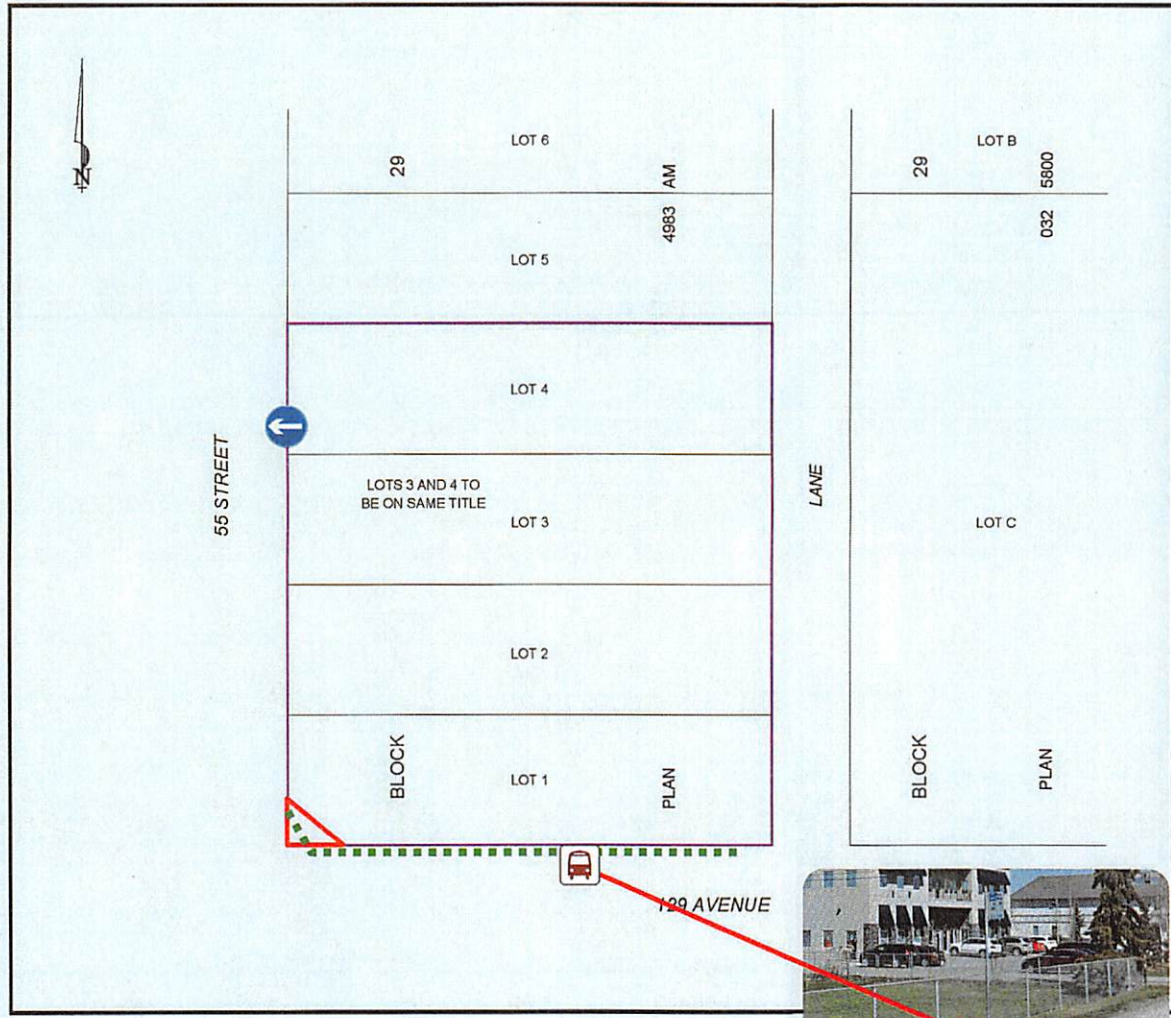 N
LOT 6
29
AM
4983
LOT 5
LOT 4
55 STREET
LOTS 3 AND 4 TO
BE ON SAME TITLE
LOT 3
LOT 2
BLOCK
LOT 1
PLAN
129 AVENUE
LANE
29
LOT B
5800
032
LOT C
BLOCK
PLAN